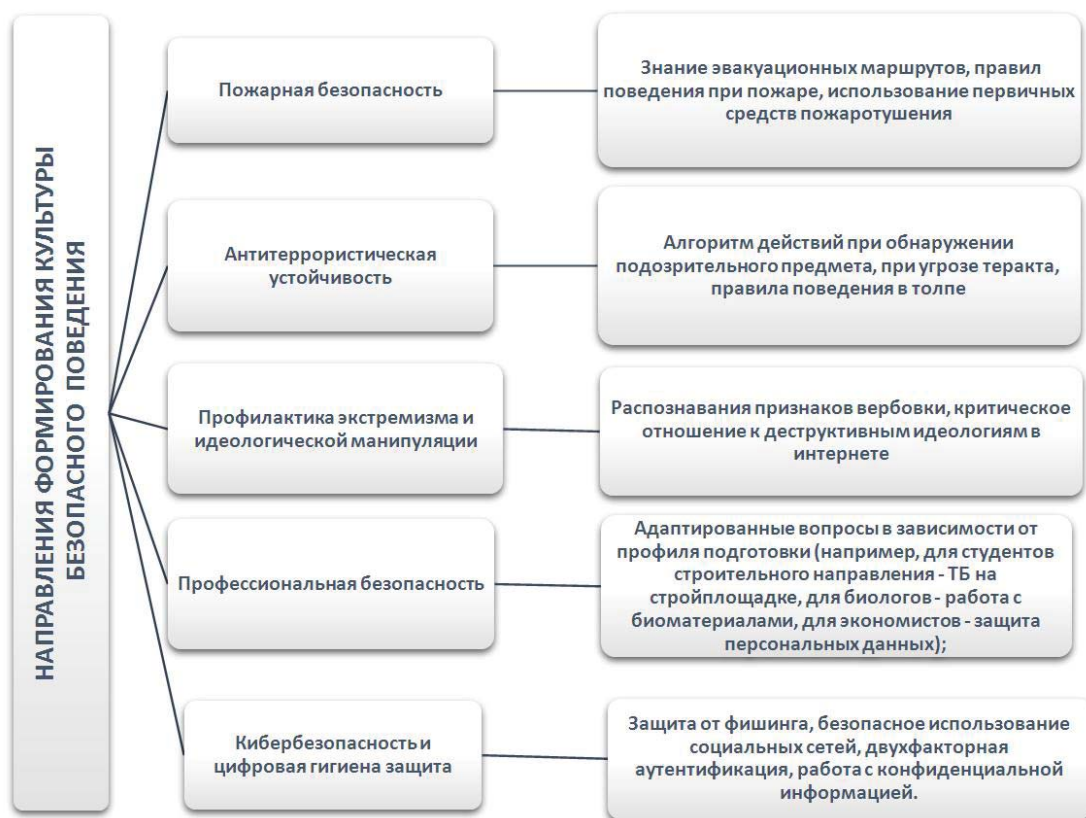 НАПРАВЛЕНИЯ ФОРМИРОВАНИЯ КУЛЬТУРЫ
БЕЗОПАСНОГО ПОВЕДЕНИЯ
Пожарная безопасность
Знание эвакуационных маршрутов, правил
поведения при пожаре, использование первичных
средств пожаротушения
Антитеррористическая
устойчивость
Алгоритм действий при обнаружении
подозрительного предмета, при угрозе теракта,
правила поведения в толпе
Профилактика экстремизма и
идеологической манипуляции
Распознавания признаков вербовки, критическое
отношение к деструктивным идеологиям в
интернете
Профессиональная безопасность
Адаптированные вопросы в зависимости от
профиля подготовки (например, для студентов
строительного направления - ТБ на
стройплощадке, для биологов - работа с
биоматериалами, для экономистов - защита
персональных данных);
Кибербезопасность и
цифровая гигиена защита
Защита от фишинга, безопасное использование
социальных сетей, двухфакторная
аутентификация, работа с конфиденциальной
информацией.